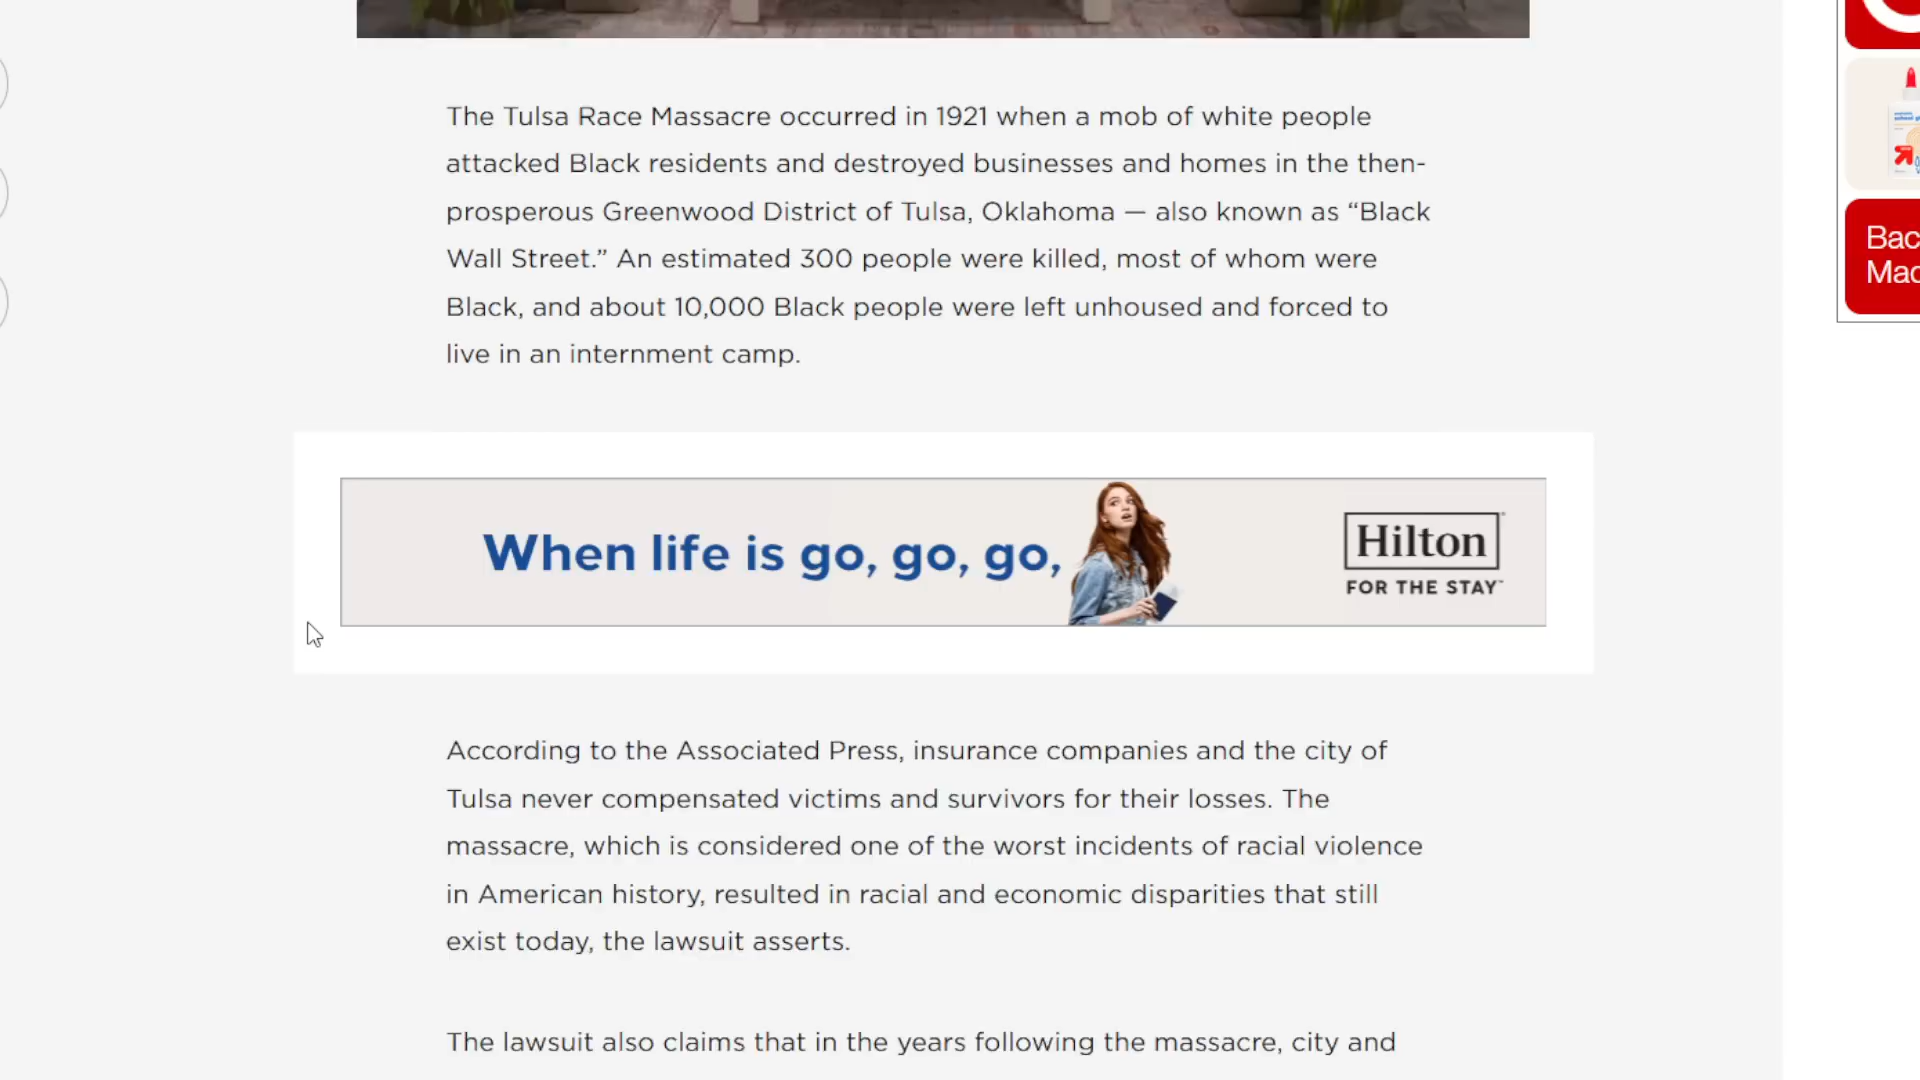 The Tulsa Race Massacre occurred in 1921 when a mob of white people
attacked Black residents and destroyed businesses and homes in the then-
prosperous Greenwood District of Tulsa, Oklahoma — also known as “Black
Wall Street.” An estimated 300 people were killed, most of whom were
Black, and about 10,000 Black people were left unhoused and forced to
live in an internment camp.
When life is go, go, go,
Hilton
FOR THE STAY™
According to the Associated Press, insurance companies and the city of
Tulsa never compensated victims and survivors for their losses. The
massacre, which is considered one of the worst incidents of racial violence
in American history, resulted in racial and economic disparities that still
exist today, the lawsuit asserts.
The lawsuit also claims that in the years following the massacre, city and
Bac
Mac